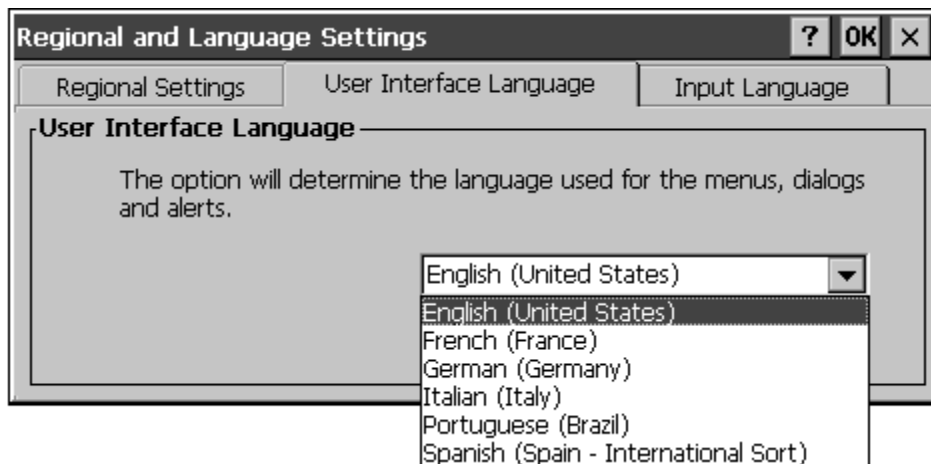 Regional and Language Settings ? OK ×
Regional Settings User Interface Language Input Language
User Interface Language
The option will determine the language used for the menus, dialogs
and alerts.
English (United States)
English (United States)
French (France)
German (Germany)
Italian (Italy)
Portuguese (Brazil)
Spanish (Spain - International Sort)